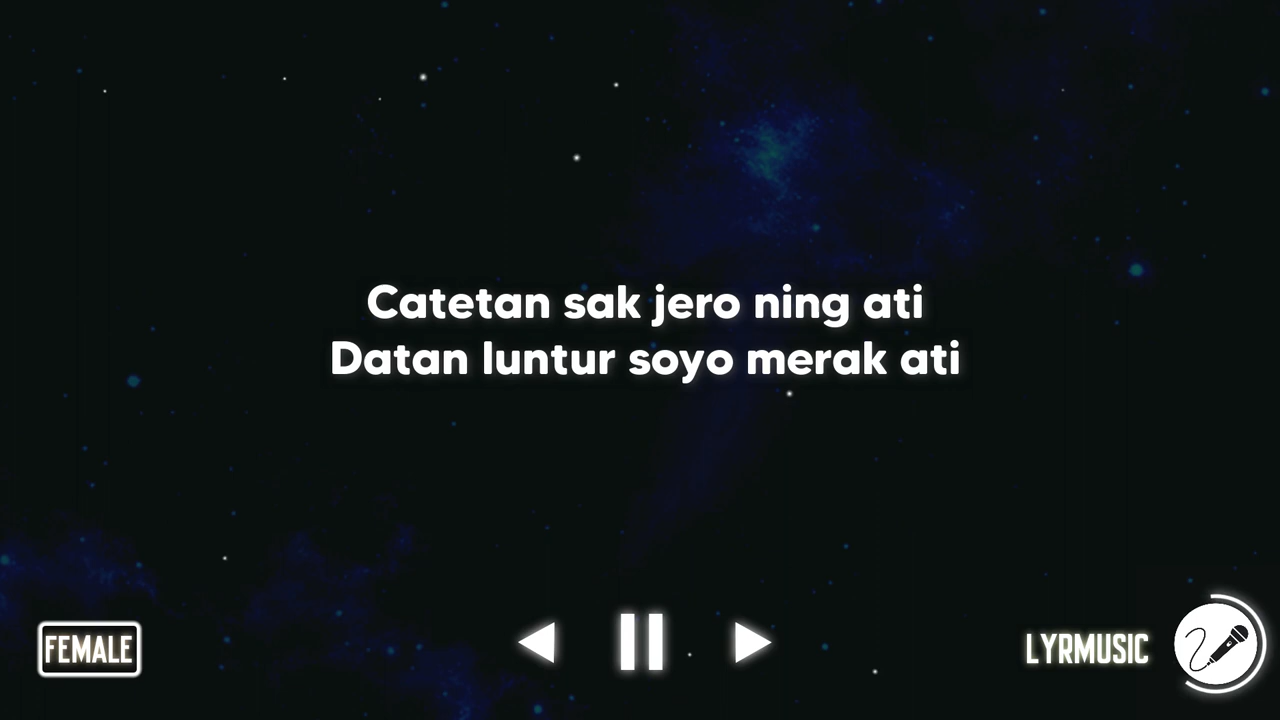 Catetan sak jero ning ati
Datan luntur soyo merak ati
FEMALE
LYRMUSIC